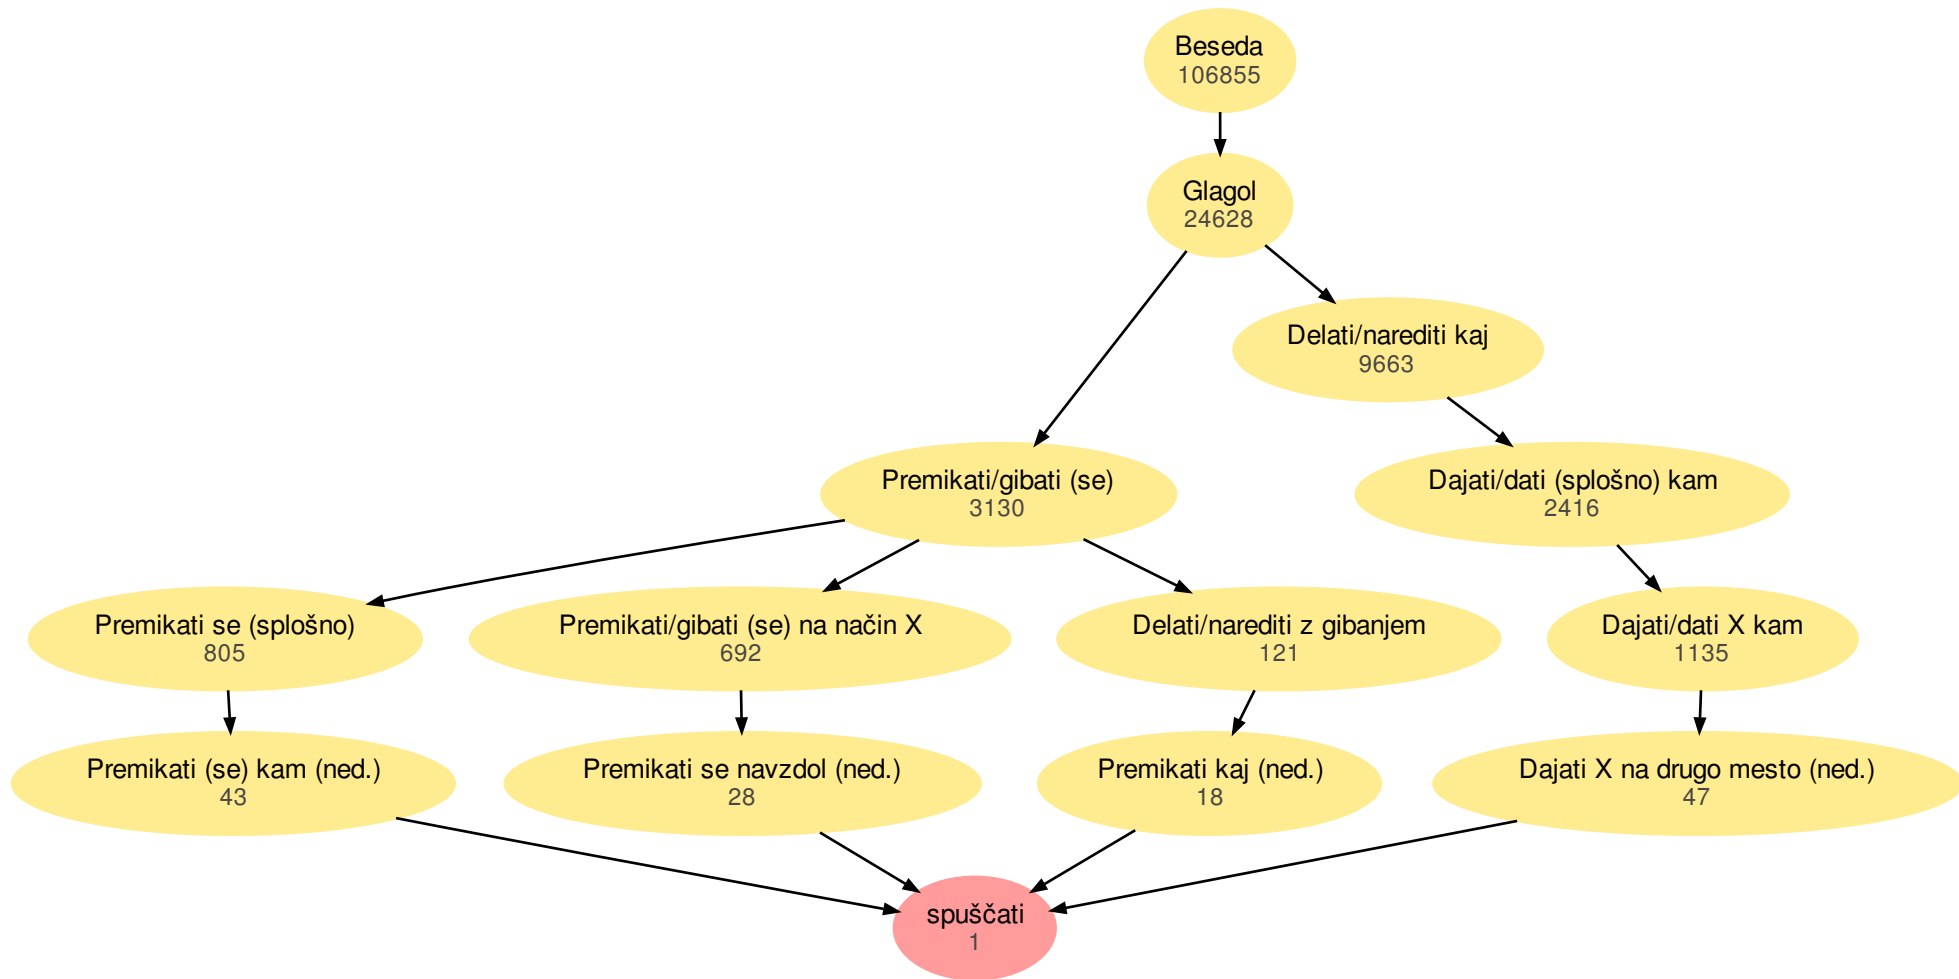 Beseda
106855
Glagol
24628
Delati/narediti kaj
9663
Premikati/gibati (se)
3130
Dajati/dati (splošno) kam
2416
Premikati se (splošno)
805
Premikati/gibati (se) na način X
692
Delati/narediti z gibanjem
121
Dajati/dati X kam
1135
Premikati (se) kam (ned.)
43
Premikati se navzdol (ned.)
28
Premikati kaj (ned.)
18
Dajati X na drugo mesto (ned.)
47
spuščati
1